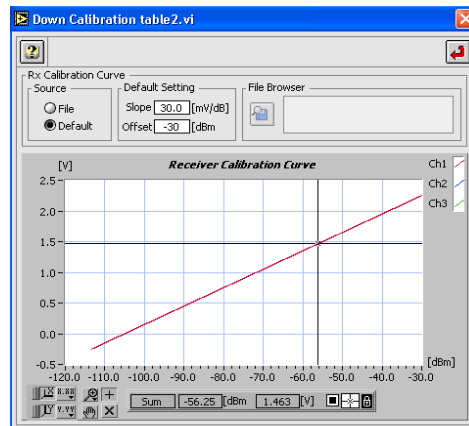 Down Calibration table2.vi
Rx Calibration Curve
Source
File
Default
Default Setting
Slope 30.0 [mV/dB]
Offset -30 [dBm
File Browser
[V] Receiver Calibration Curve
Ch1
Ch2
Ch3
2.5
2.0
1.5
1.0
0.5
0.0
-0.5
[dBm]
-120.0 -110.0 -100.0 -90.0 -80.0 -70.0 -60.0 -50.0 -40.0 -30.0
X X.XX
Y Y.YY
Sum -56.25 [dBm 1.463 [V]